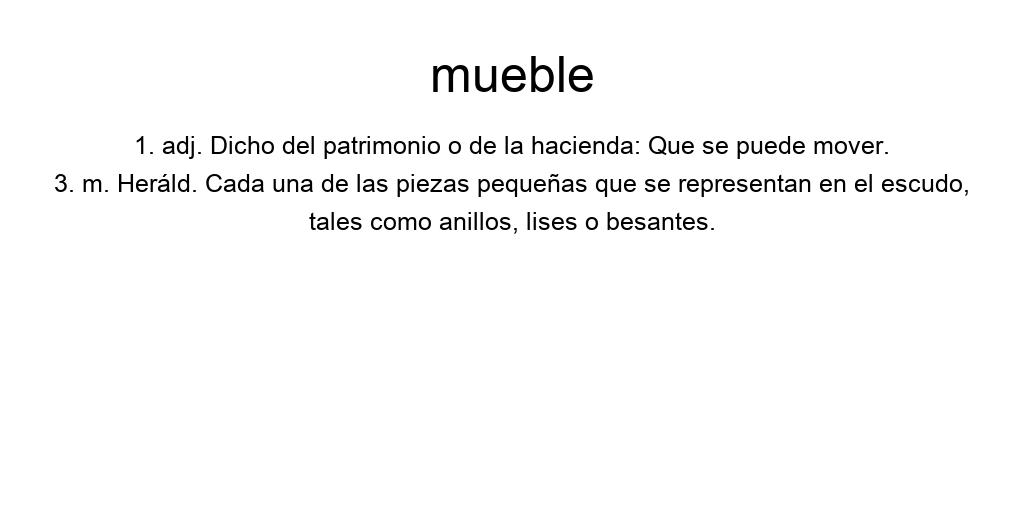 mueble
1. adj. Dicho del patrimonio o de la hacienda: Que se puede mover.
3. m. Heráld. Cada una de las piezas pequeñas que se representan en el escudo,
tales como anillos, lises o besantes.